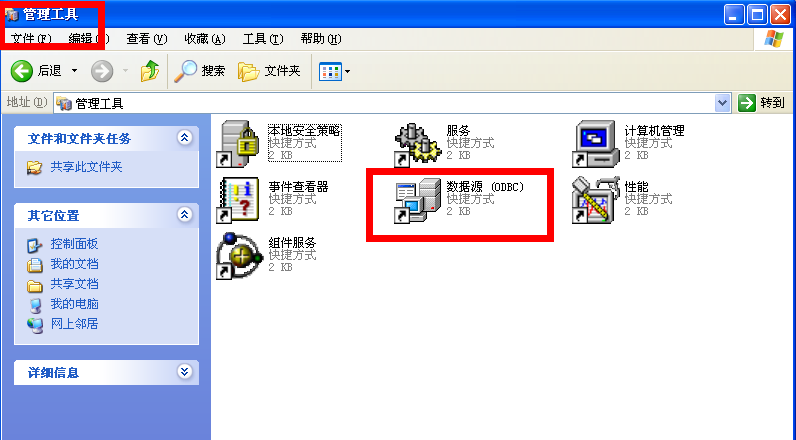 管理工具
文件(F) 编辑 查看(V) 收藏(A) 工具(T) 帮助(H)
后退 搜索 文件夹
地址(D) 管理工具 转到
文件和文件夹任务
共享此文件夹
其它位置
控制面板
我的文档
共享文档
我的电脑
网上邻居
详细信息
本地安全策略
快捷方式
2 KB
服务
快捷方式
2 KB
计算机管理
快捷方式
2 KB
事件查看器
快捷方式
2 KB
数据源 (ODBC)
快捷方式
2 KB
性能
快捷方式
2 KB
组件服务
快捷方式
2 KB